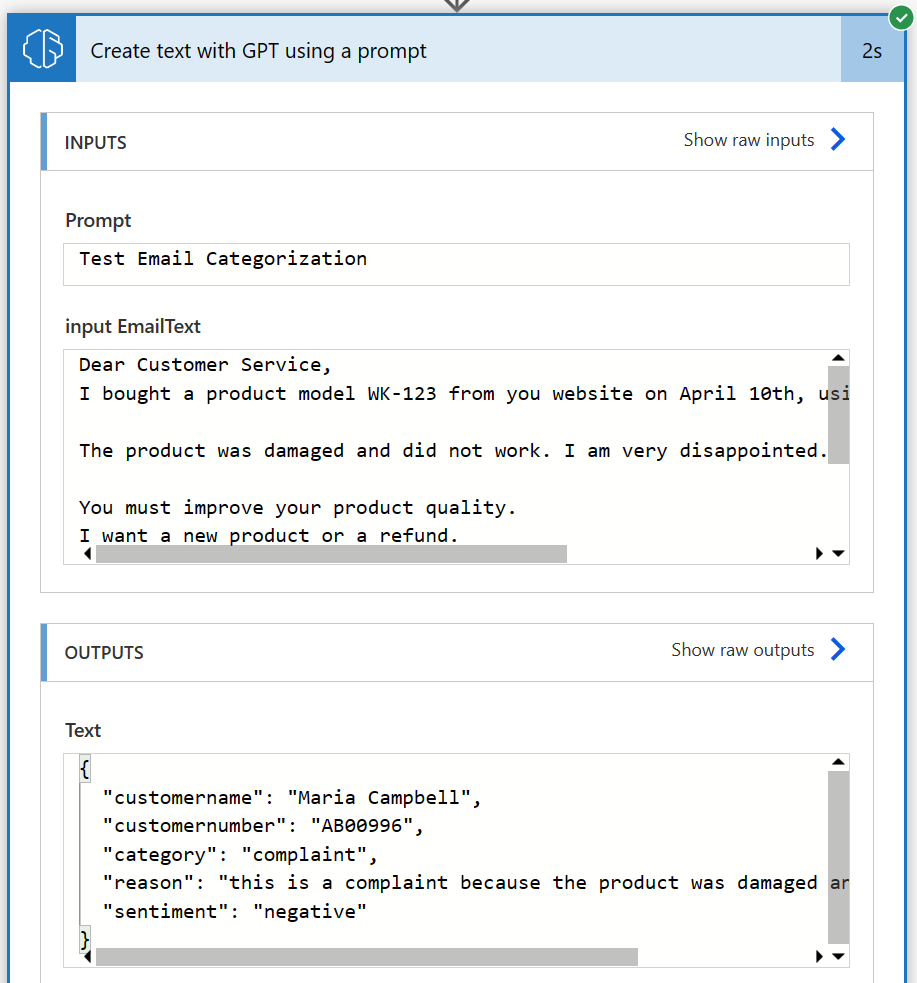 Create text with GPT using a prompt
2s
INPUTS
Show raw inputs
Prompt
Test Email Categorization
input EmailText
Dear Customer Service,
I bought a product model WK-123 from you website on April 10th, usi
The product was damaged and did not work. I am very disappointed.
You must improve your product quality.
I want a new product or a refund.
OUTPUTS
Show raw outputs
Text
{
"customername": "Maria Campbell",
"customernumber": "AB00996",
"category": "complaint",
"reason": "this is a complaint because the product was damaged
"sentiment": "negative"
}